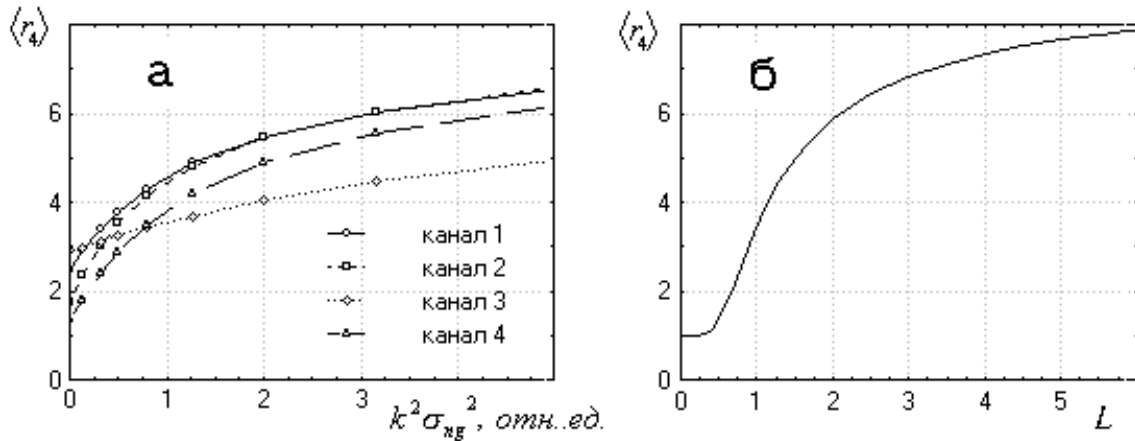 ⟨r₄⟩
а
6
4
2
0
канал 1
канал 2
канал 3
канал 4
0 1 2 3
k²σ_ng², отн..ед.
⟨r₄⟩
б
6
4
2
0
0 1 2 3 4 5
L